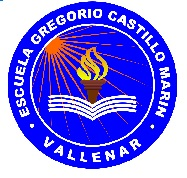 ESCUELA GREGORIO CASTILLO MARIN
• VALLENAR •